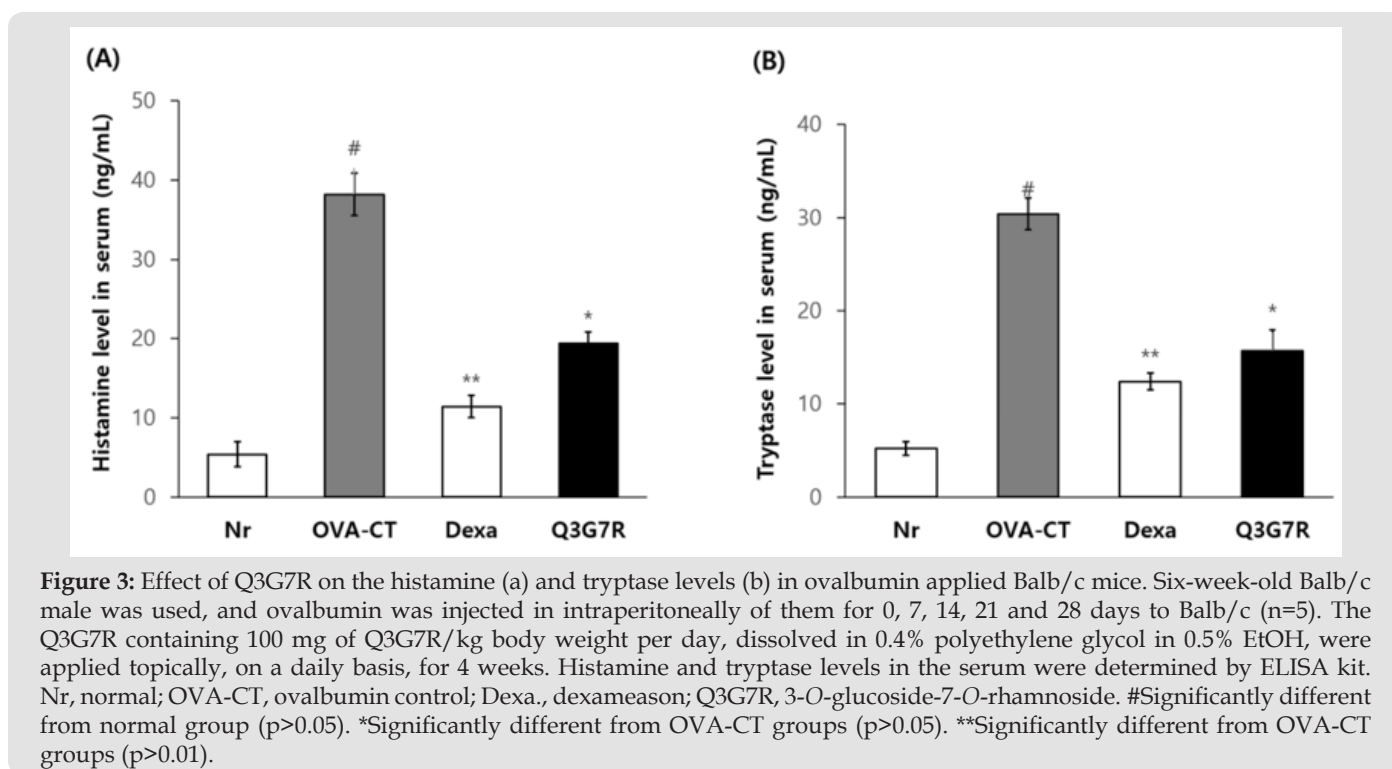 (A)
Histamine level in serum (ng/mL)
50
40
30
20
10
0
#
**
*
Nr OVA-CT Dexa Q3G7R
(B)
Tryptase level in serum (ng/mL)
40
30
20
10
0
#
**
*
Nr OVA-CT Dexa Q3G7R
Figure 3: Effect of Q3G7R on the histamine (a) and tryptase levels (b) in ovalbumin applied Balb/c mice. Six-week-old Balb/c
male was used, and ovalbumin was injected in intraperitoneally of them for 0, 7, 14, 21 and 28 days to Balb/c (n=5). The
Q3G7R containing 100 mg of Q3G7R/kg body weight per day, dissolved in 0.4% polyethylene glycol in 0.5% EtOH, were
applied topically, on a daily basis, for 4 weeks. Histamine and tryptase levels in the serum were determined by ELISA kit.
Nr, normal; OVA-CT, ovalbumin control; Dexa., dexameason; Q3G7R, 3-O-glucoside-7-O-rhamnoside. #Significantly different
from normal group (p>0.05). *Significantly different from OVA-CT groups (p>0.05). **Significantly different from OVA-CT
groups (p>0.01).